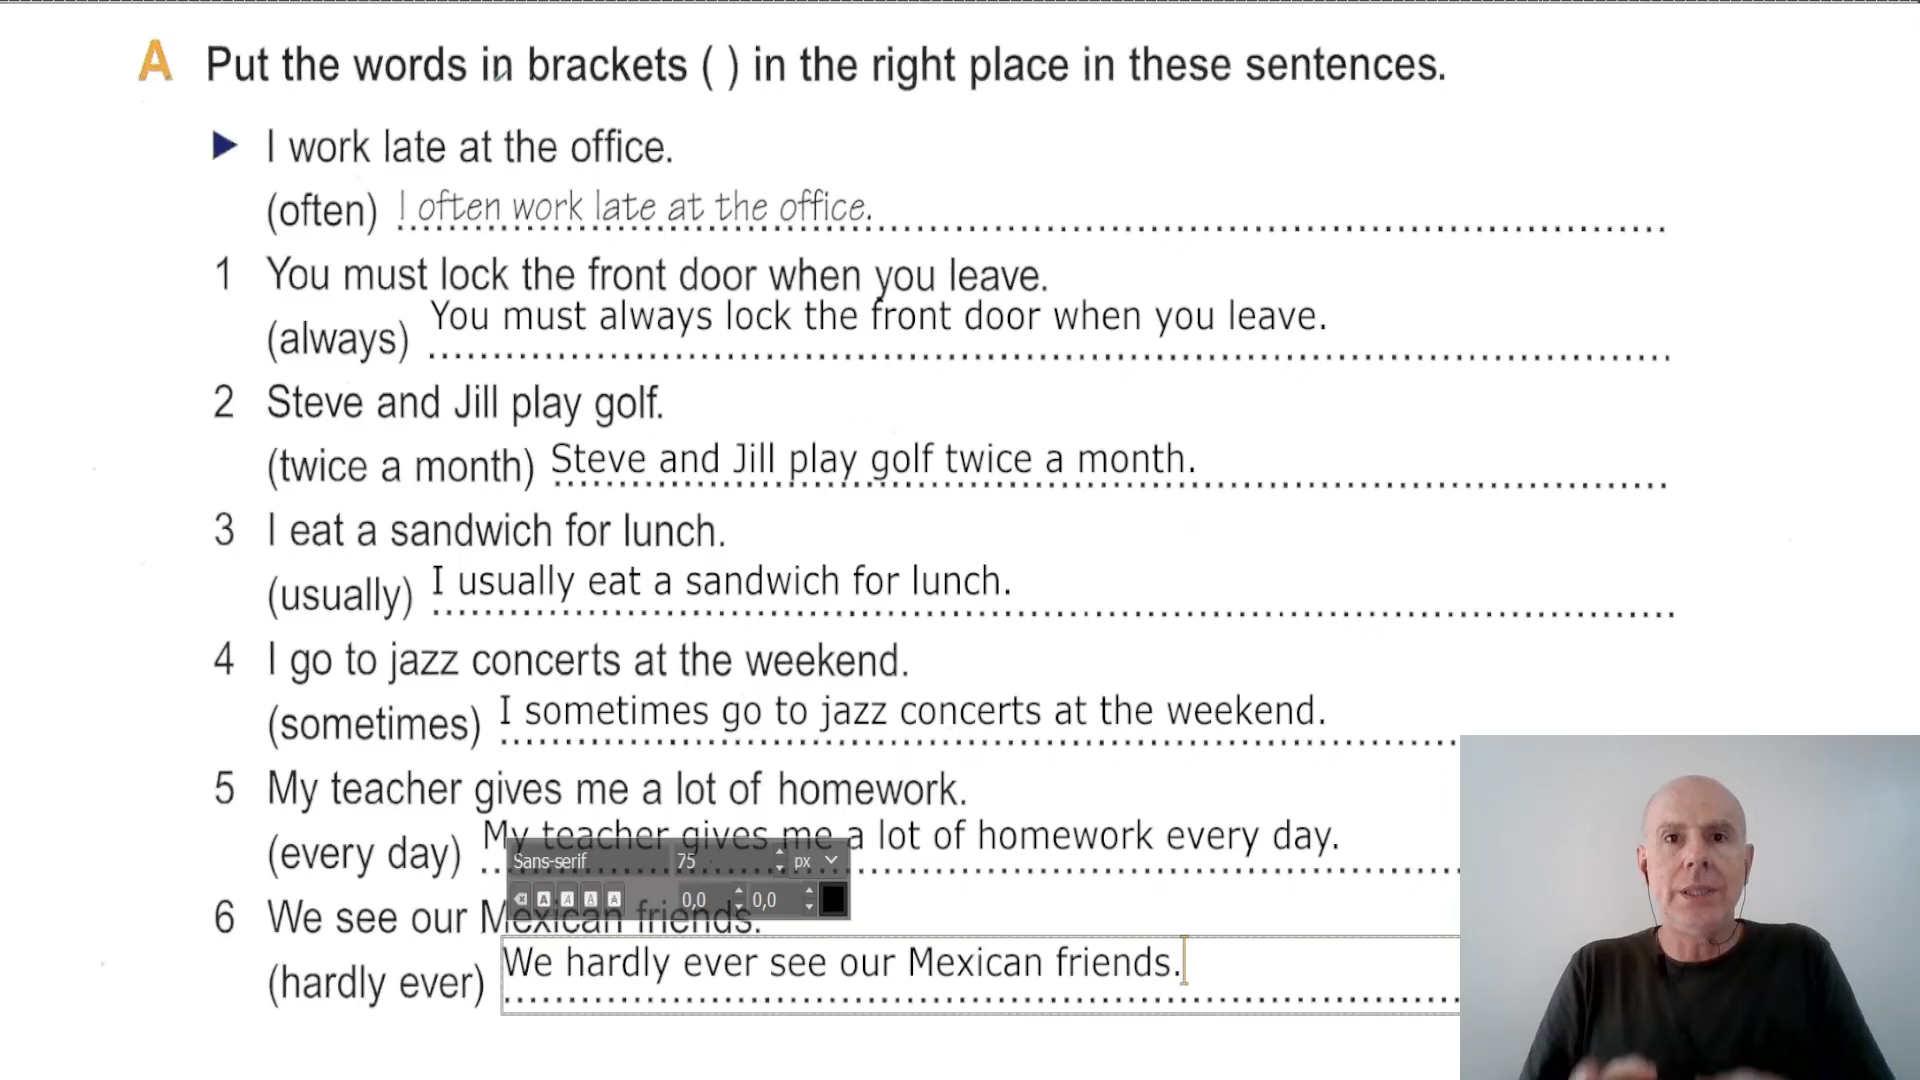 A Put the words in brackets ( ) in the right place in these sentences.
I work late at the office.
(often) I often work late at the office.
1 You must lock the front door when you leave.
(always) You must always lock the front door when you leave.
2 Steve and Jill play golf.
(twice a month) Steve and Jill play golf twice a month.
3 I eat a sandwich for lunch.
(usually) I usually eat a sandwich for lunch.
4 I go to jazz concerts at the weekend.
(sometimes) I sometimes go to jazz concerts at the weekend.
5 My teacher gives me a lot of homework.
(every day) My teacher gives me a lot of homework every day.
Sans-serif 75 px
A A A A 0,0 0,0
6 We see our Mexican friends.
(hardly ever) We hardly ever see our Mexican friends.